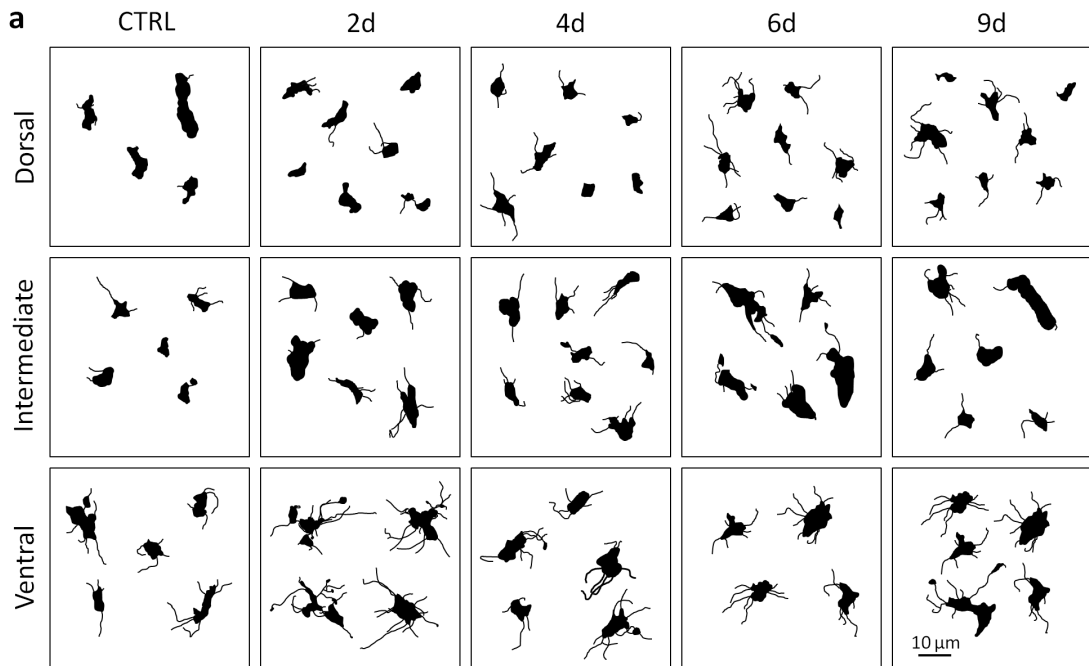 a
CTRL 2d 4d 6d 9d
Dorsal
Intermediate
Ventral
10 µm